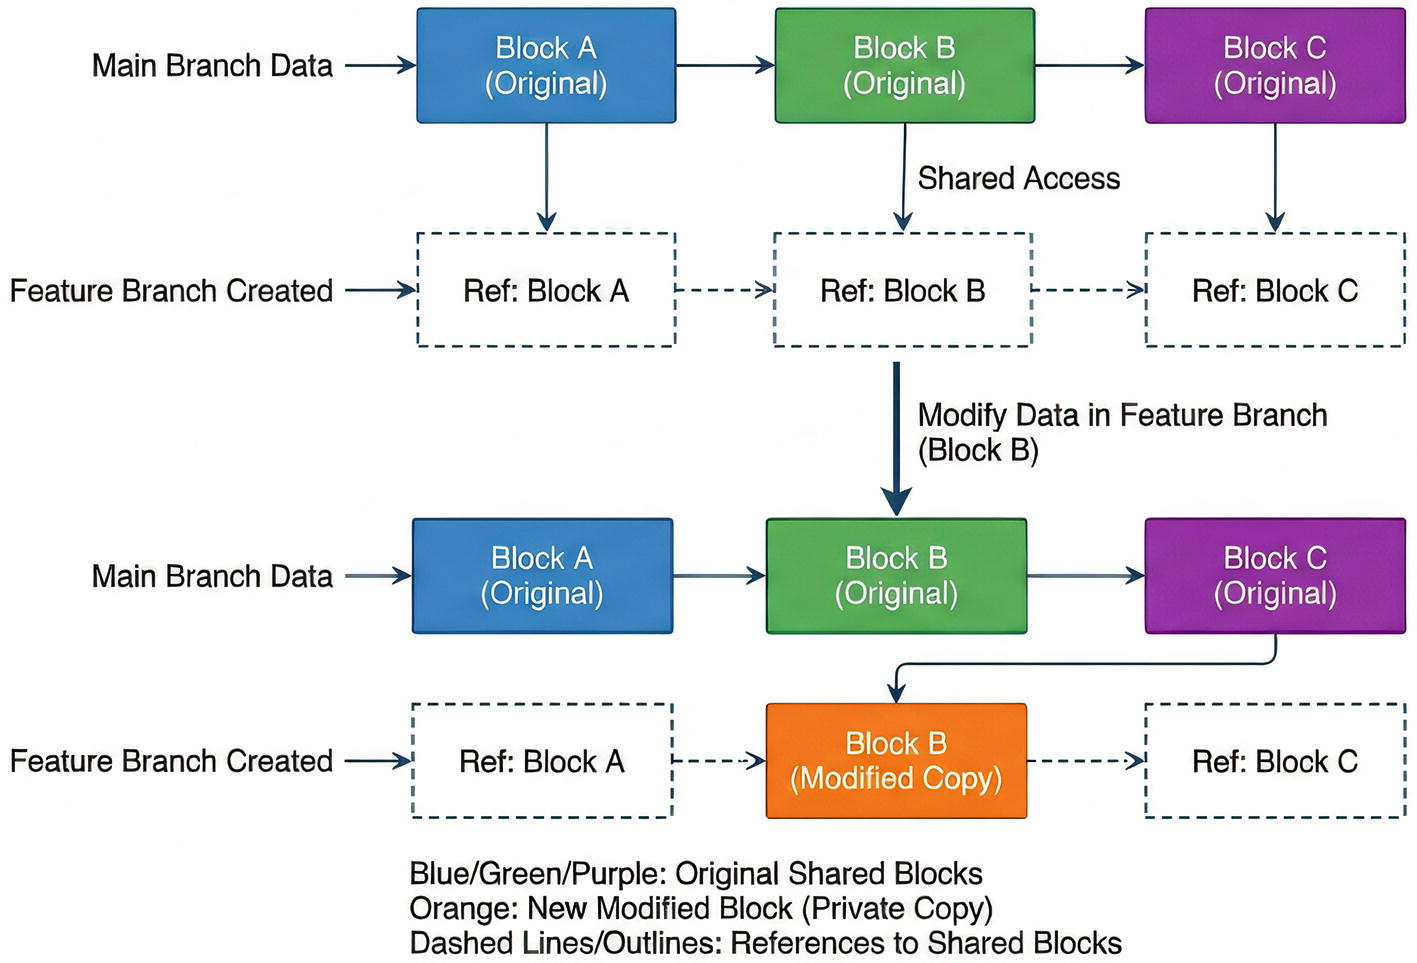 Main Branch Data
Block A
(Original)
Block B
(Original)
Block C
(Original)
Shared Access
Feature Branch Created
Ref: Block A
Ref: Block B
Ref: Block C
Modify Data in Feature Branch
(Block B)
Main Branch Data
Block A
(Original)
Block B
(Original)
Block C
(Original)
Feature Branch Created
Ref: Block A
Block B
(Modified Copy)
Ref: Block C
Blue/Green/Purple: Original Shared Blocks
Orange: New Modified Block (Private Copy)
Dashed Lines/Outlines: References to Shared Blocks